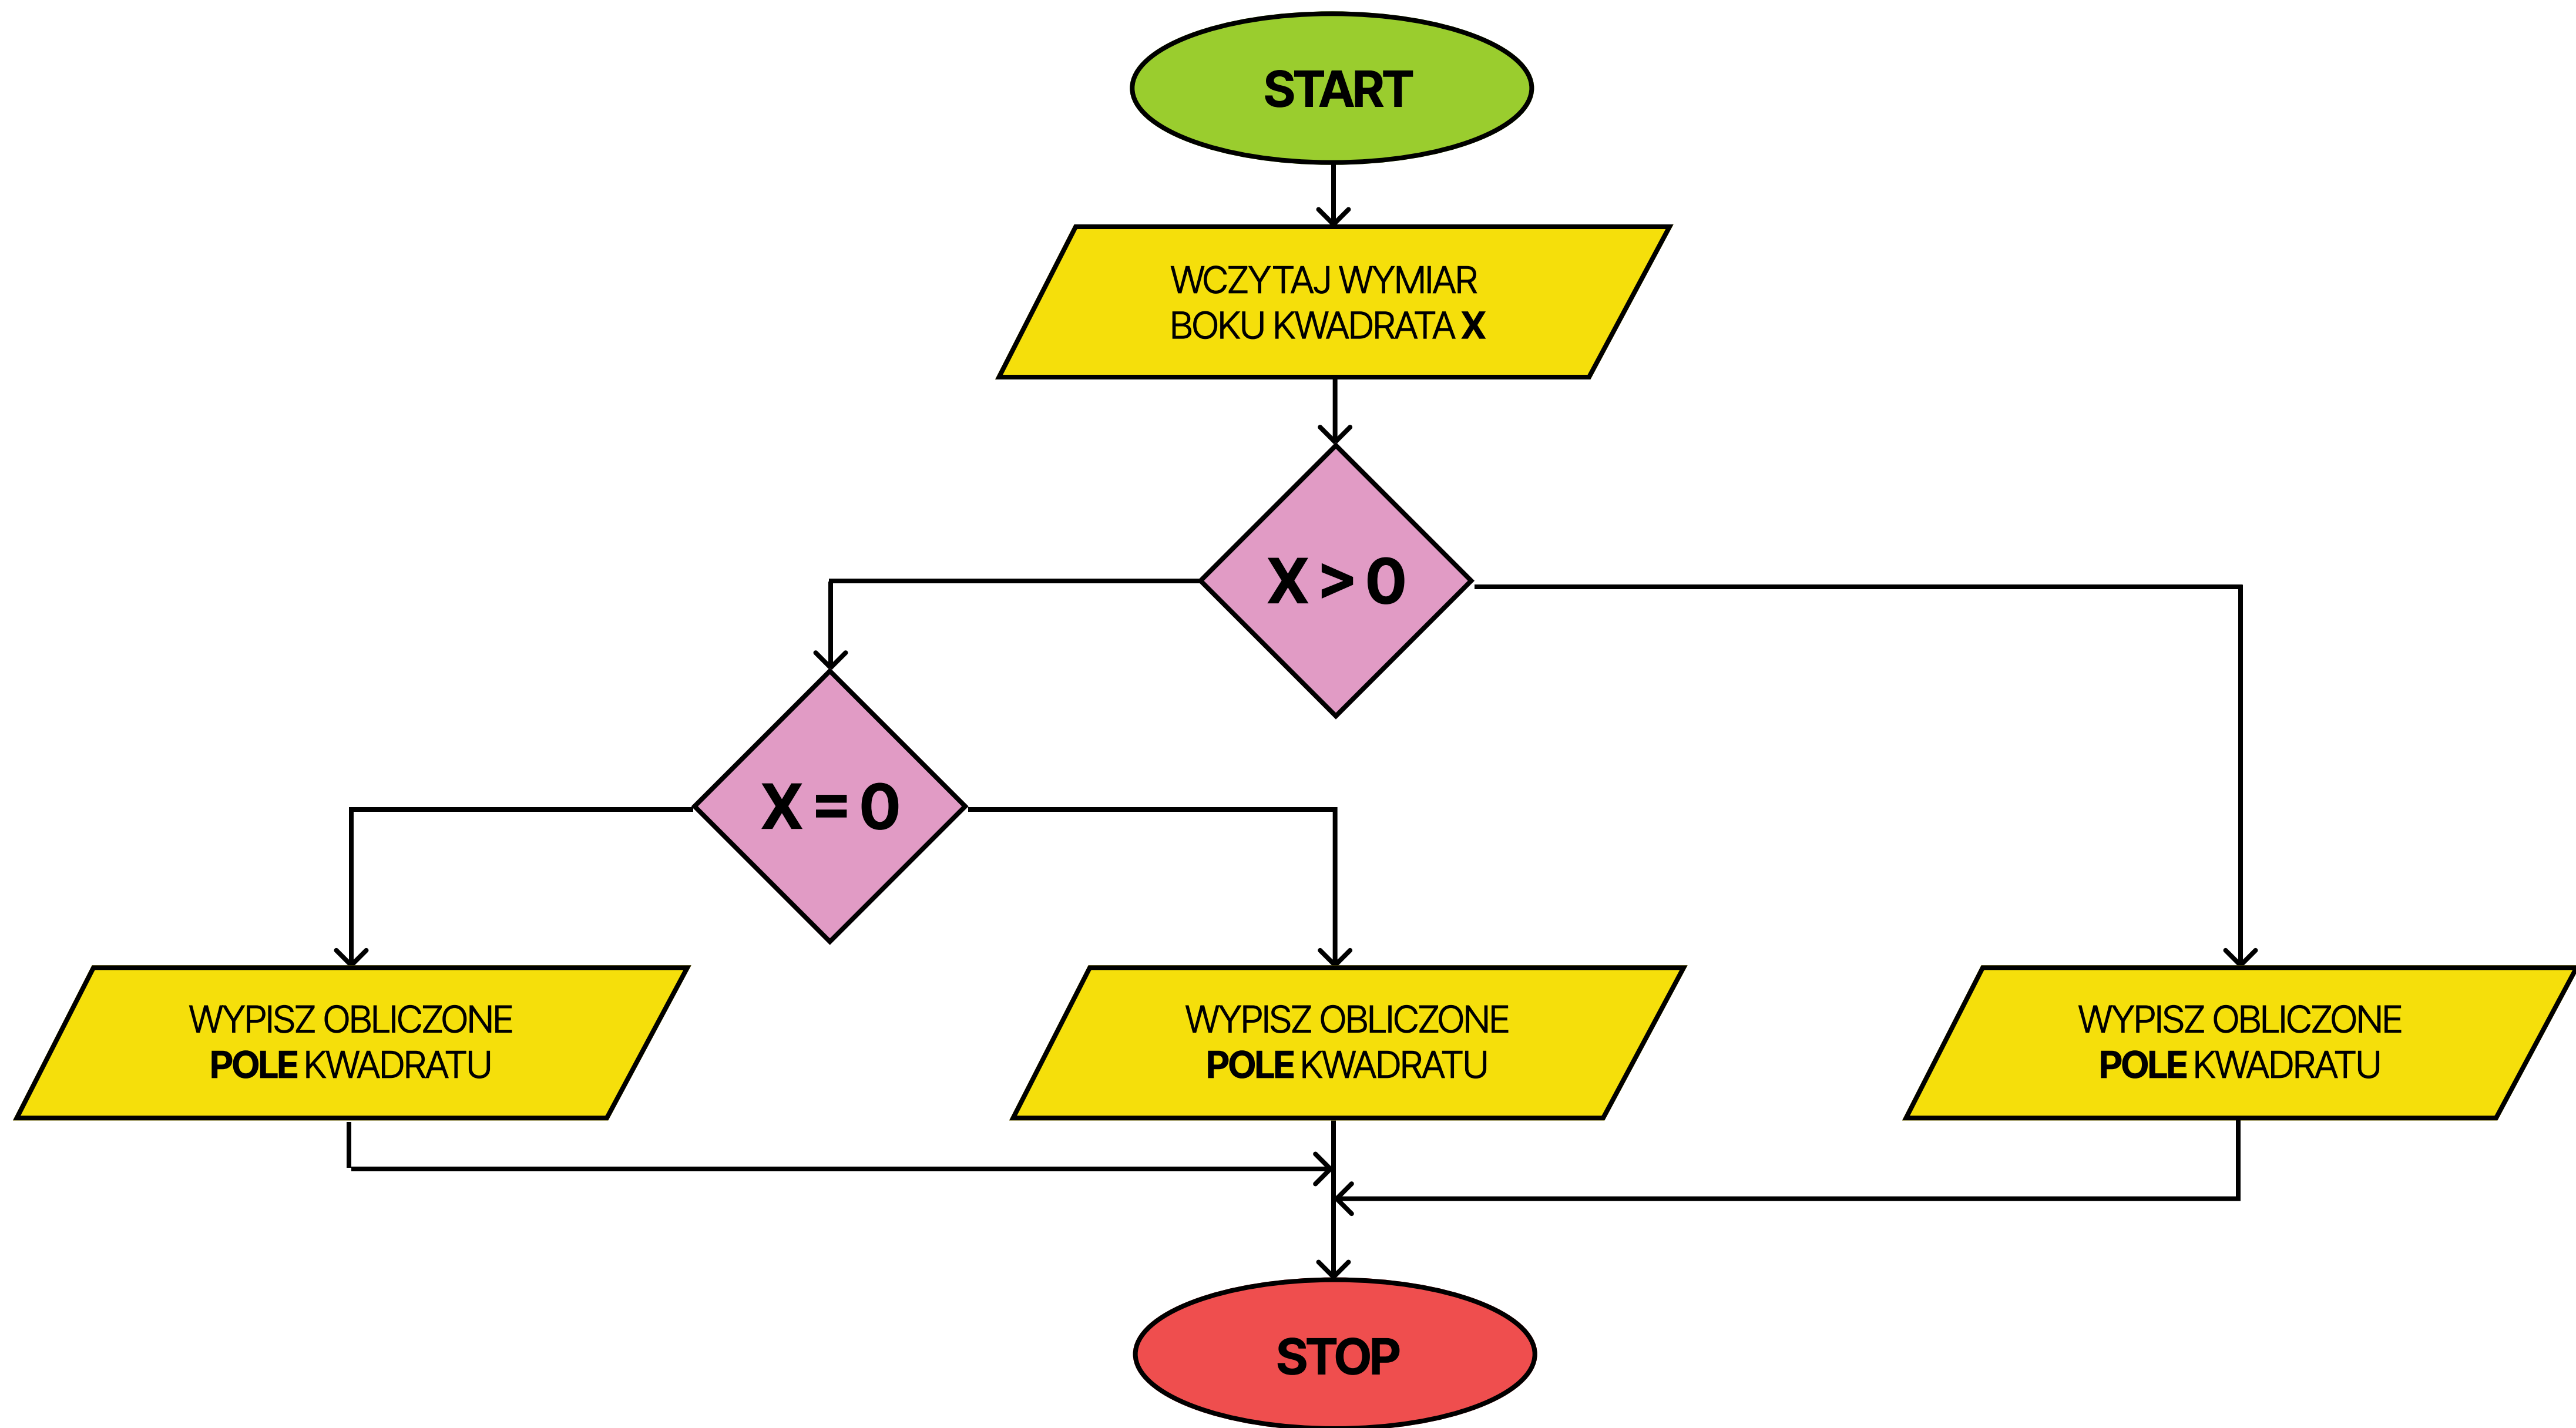 START
WCZYTAJ WYMIAR
BOKU KWADRATA X
X > 0
X = 0
WYPISZ OBLICZONE
POLE KWADRATU
WYPISZ OBLICZONE
POLE KWADRATU
WYPISZ OBLICZONE
POLE KWADRATU
STOP